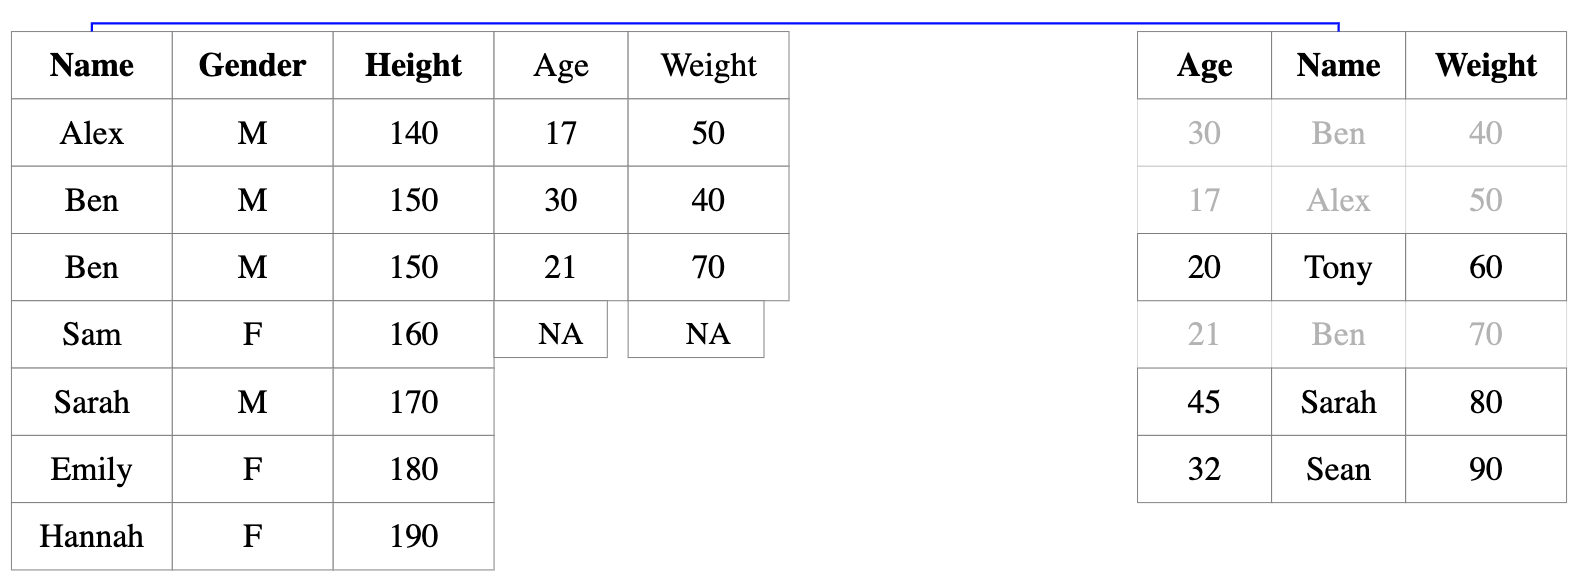 Name Gender Height Age Weight
Alex M 140 17 50
Ben M 150 30 40
Ben M 150 21 70
Sam F 160 NA NA
Sarah M 170
Emily F 180
Hannah F 190
Age Name Weight
30 Ben 40
17 Alex 50
20 Tony 60
21 Ben 70
45 Sarah 80
32 Sean 90